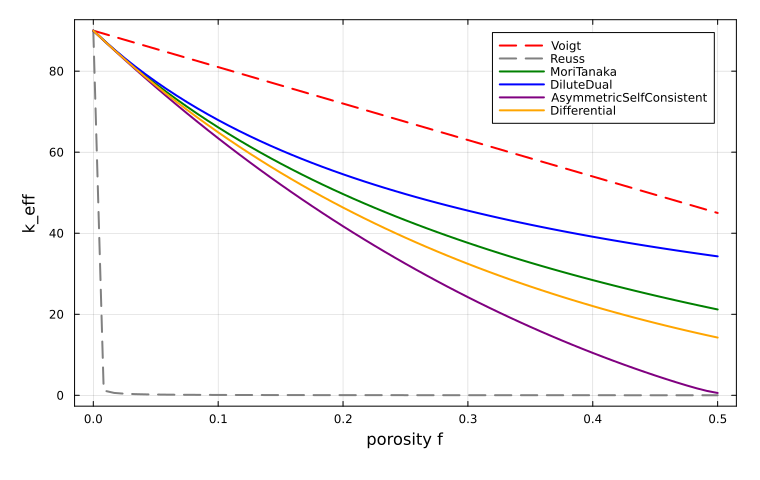 Voigt
Reuss
MoriTanaka
DiluteDual
AsymmetricSelfConsistent
Differential
k_eff
80
60
40
20
0
0.0 0.1 0.2 0.3 0.4 0.5
porosity f